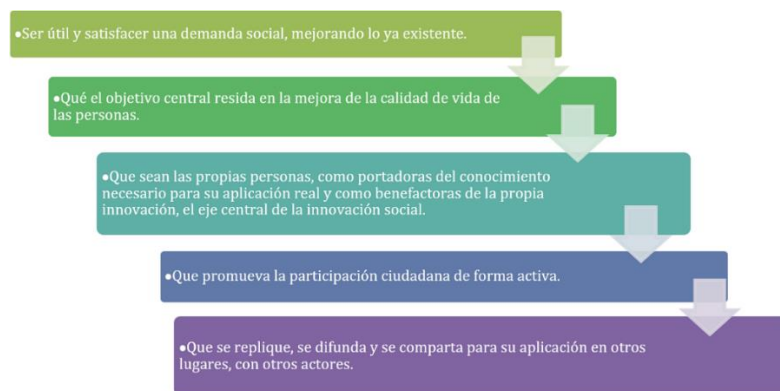 •Ser útil y satisfacer una demanda social, mejorando lo ya existente.
•Qué el objetivo central resida en la mejora de la calidad de vida de
las personas.
•Que sean las propias personas, como portadoras del conocimiento
necesario para su aplicación real y como benefactoras de la propia
innovación, el eje central de la innovación social.
•Que promueva la participación ciudadana de forma activa.
•Que se replique, se difunda y se comparta para su aplicación en otros
lugares, con otros actores.